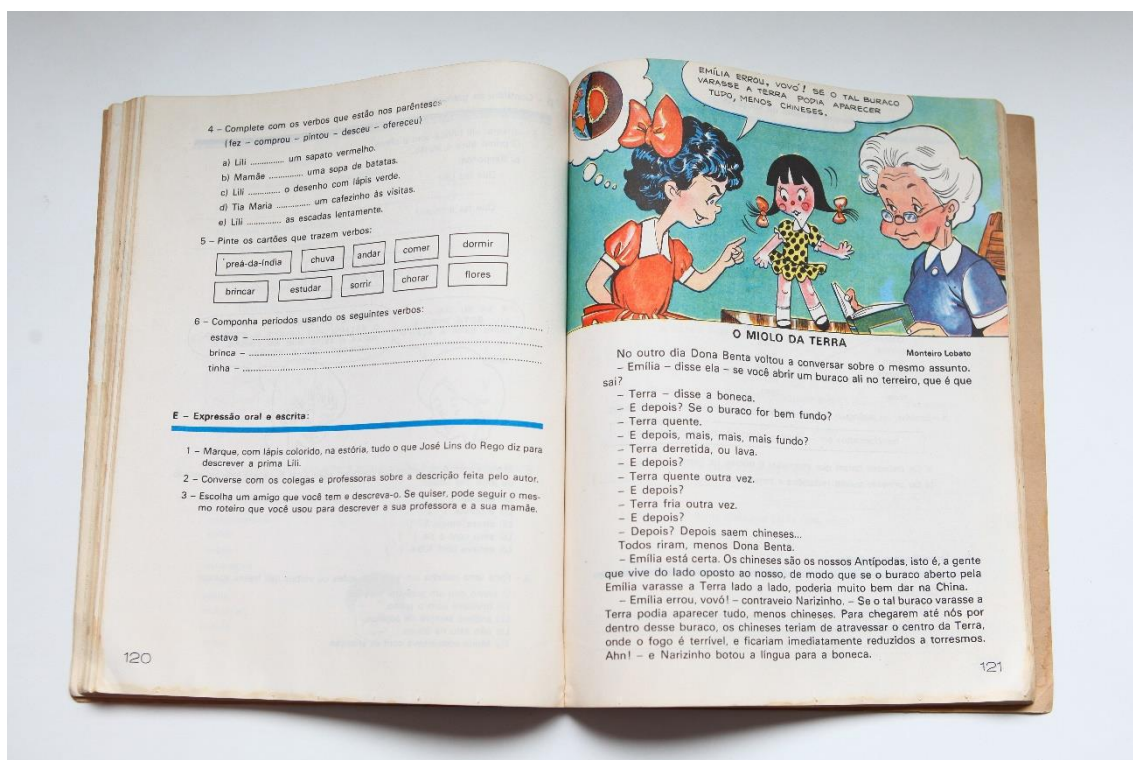 4 – Complete com os verbos que estão nos parênteses:
(fez – comprou – pintou – desceu – ofereceu)
a) Lili .............. um sapato vermelho.
b) Mamãe .............. uma sopa de batatas.
c) Lili ............. o desenho com lápis verde.
d) Tia Maria .............. um cafezinho às visitas.
e) Lili .............. as escadas lentamente.
5 – Pinte os cartões que trazem verbos:
preá-da-índia chuva andar comer dormir
brincar estudar sorrir chorar flores
6 – Componha períodos usando os seguintes verbos:
estava – ..............................................................................
brinca – ..............................................................................
tinha – ..............................................................................
E – Expressão oral e escrita:
1 – Marque, com lápis colorido, na estória, tudo o que José Lins do Rego diz para
descrever a prima Lili.
2 – Converse com os colegas e professoras sobre a descrição feita pelo autor.
3 – Escolha um amigo que você tem e descreva-o. Se quiser, pode seguir o mes-
mo roteiro que você usou para descrever a sua professora e a sua mamãe.
120
EMÍLIA ERROU, VOVÓ! SE O TAL BURACO
VARASSE A TERRA PODIA APARECER
TUDO, MENOS CHINESES.
O MIOLO DA TERRA
Monteiro Lobato
No outro dia Dona Benta voltou a conversar sobre o mesmo assunto.
– Emília – disse ela – se você abrir um buraco ali no terreiro, que é que
sai?
– Terra – disse a boneca.
– E depois? Se o buraco for bem fundo?
– Terra quente.
– E depois, mais, mais, mais fundo?
– Terra derretida, ou lava.
– E depois?
– Terra quente outra vez.
– E depois?
– Terra fria outra vez.
– E depois?
– Depois? Depois saem chineses...
Todos riram, menos Dona Benta.
– Emília está certa. Os chineses são os nossos Antípodas, isto é, a gente
que vive do lado oposto ao nosso, de modo que se o buraco aberto pela
Emília varasse a Terra lado a lado, poderia muito bem dar na China.
– Emília errou, vovó! – contraveio Narizinho. – Se o tal buraco varasse a
Terra podia aparecer tudo, menos chineses. Para chegarem até nós por
dentro desse buraco, os chineses teriam de atravessar o centro da Terra,
onde o fogo é terrível, e ficariam imediatamente reduzidos a torresmos.
Ahn! – e Narizinho botou a língua para a boneca.
121